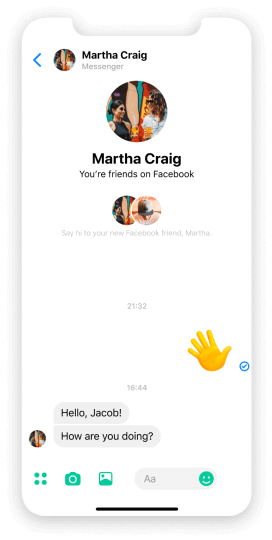 Martha Craig
Messenger
Martha Craig
You're friends on Facebook
Say hi to your new Facebook friend, Martha.
21:32
16:44
Hello, Jacob!
How are you doing?
Aa